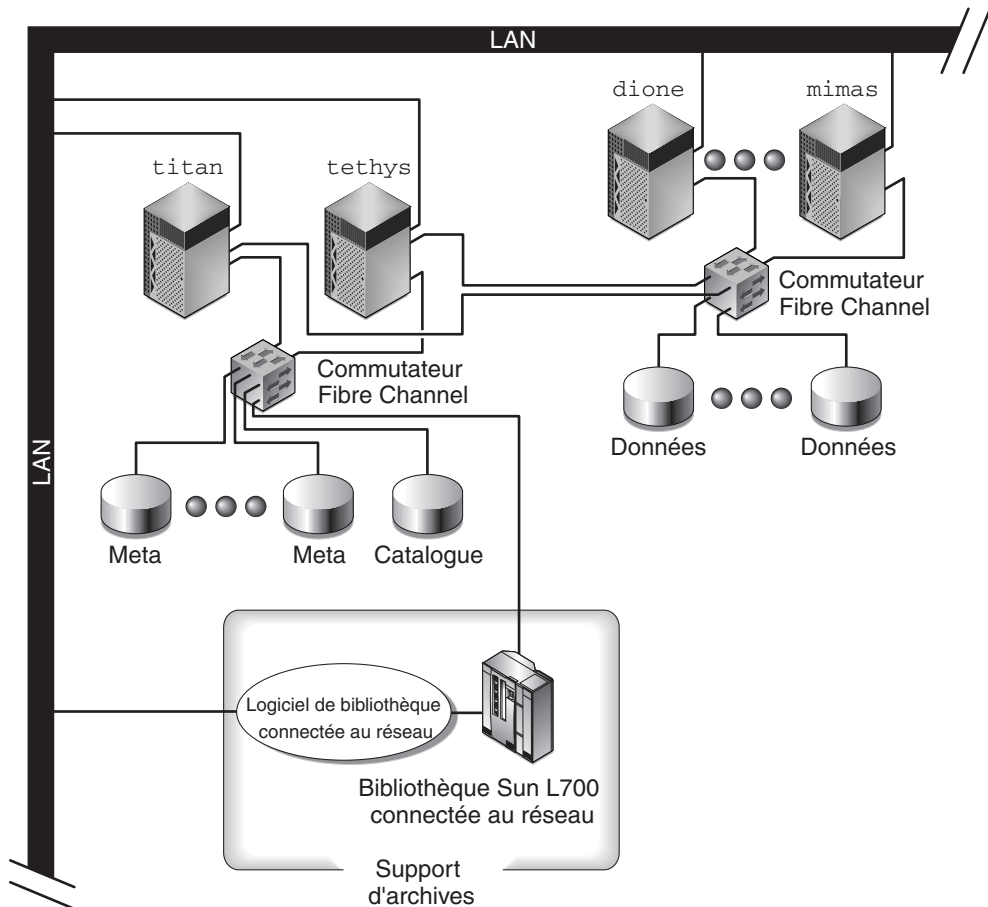 LAN
dione
mimas
titan
tethys
Commutateur
Fibre Channel
Commutateur
Fibre Channel
Données
Données
LAN
Meta
Meta
Catalogue
Logiciel de bibliothèque
connectée au réseau
Bibliothèque Sun L700
connectée au réseau
Support
d'archives